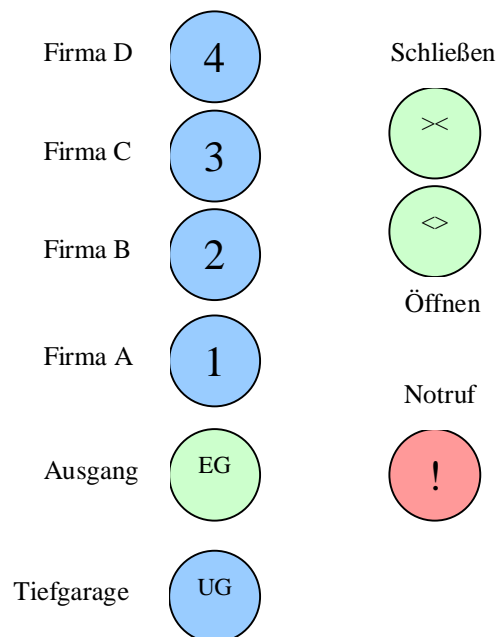 Firma D 4
Firma C 3
Firma B 2
Firma A 1
Ausgang EG
Tiefgarage UG
Schließen
><
<>
Öffnen
Notruf
!